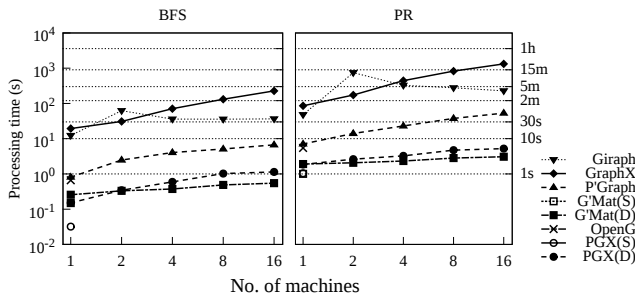 BFS PR
10^4
10^3
10^2
10^1
10^0
10^-1
10^-2
Processing time (s)
1 2 4 8 16
1 2 4 8 16
No. of machines
1h
15m
5m
2m
30s
10s
1s
Giraph
GraphX
P'Graph
G'Mat(S)
G'Mat(D)
OpenG
PGX(S)
PGX(D)